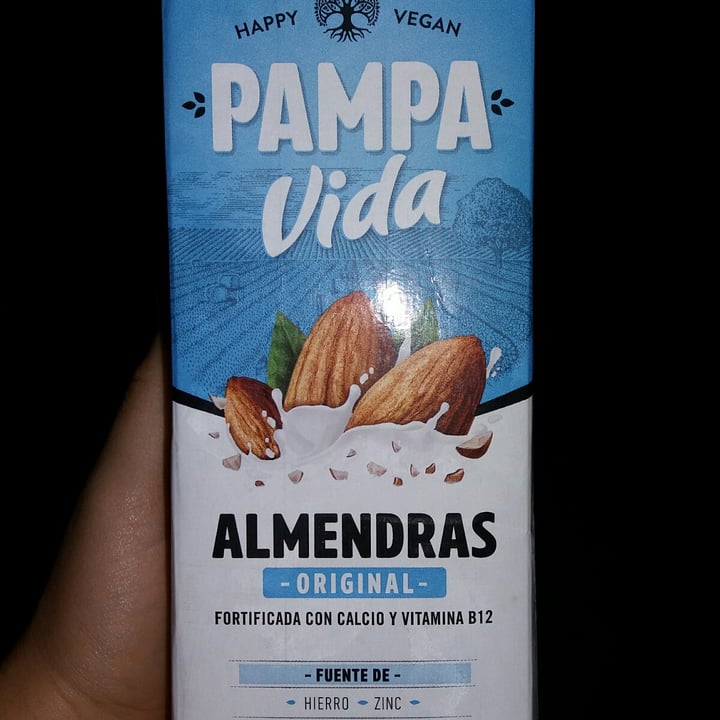 HAPPY VEGAN
PAMPA
Vida
ALMENDRAS
- ORIGINAL -
FORTIFICADA CON CALCIO Y VITAMINA B12
- FUENTE DE -
HIERRO ZINC